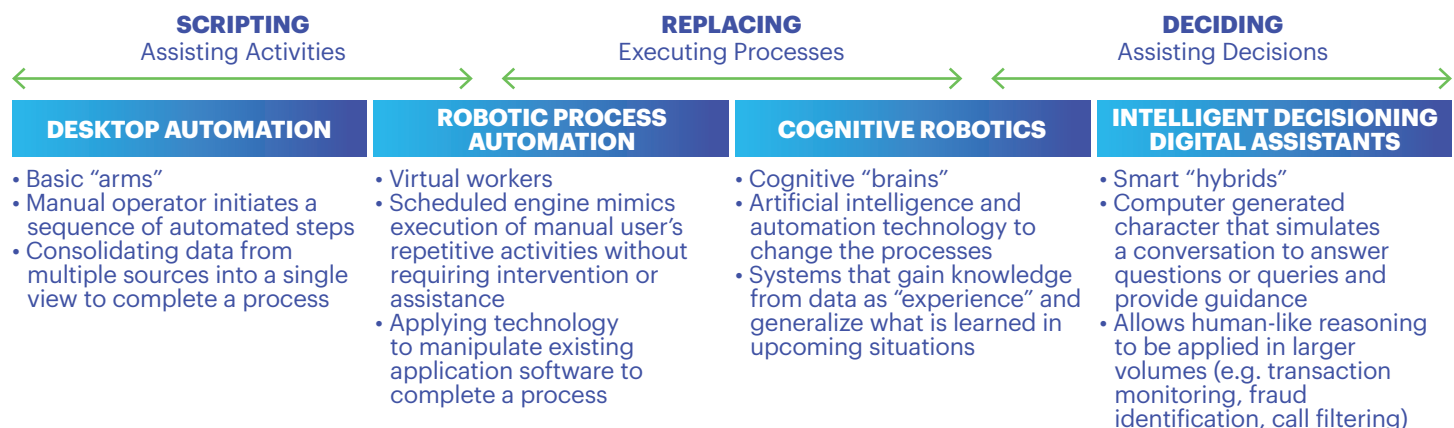 SCRIPTING
Assisting Activities
REPLACING
Executing Processes
DECIDING
Assisting Decisions
DESKTOP AUTOMATION
ROBOTIC PROCESS
AUTOMATION
COGNITIVE ROBOTICS
INTELLIGENT DECISIONING
DIGITAL ASSISTANTS
• Basic “arms”
• Manual operator initiates a
sequence of automated steps
• Consolidating data from
multiple sources into a single
view to complete a process
• Virtual workers
• Scheduled engine mimics
execution of manual user’s
repetitive activities without
requiring intervention or
assistance
• Applying technology
to manipulate existing
application software to
complete a process
• Cognitive “brains”
• Artificial intelligence and
automation technology to
change the processes
• Systems that gain knowledge
from data as “experience” and
generalize what is learned in
upcoming situations
• Smart “hybrids”
• Computer generated
character that simulates
a conversation to answer
questions or queries and
provide guidance
• Allows human-like reasoning
to be applied in larger
volumes (e.g. transaction
monitoring, fraud
identification, call filtering)